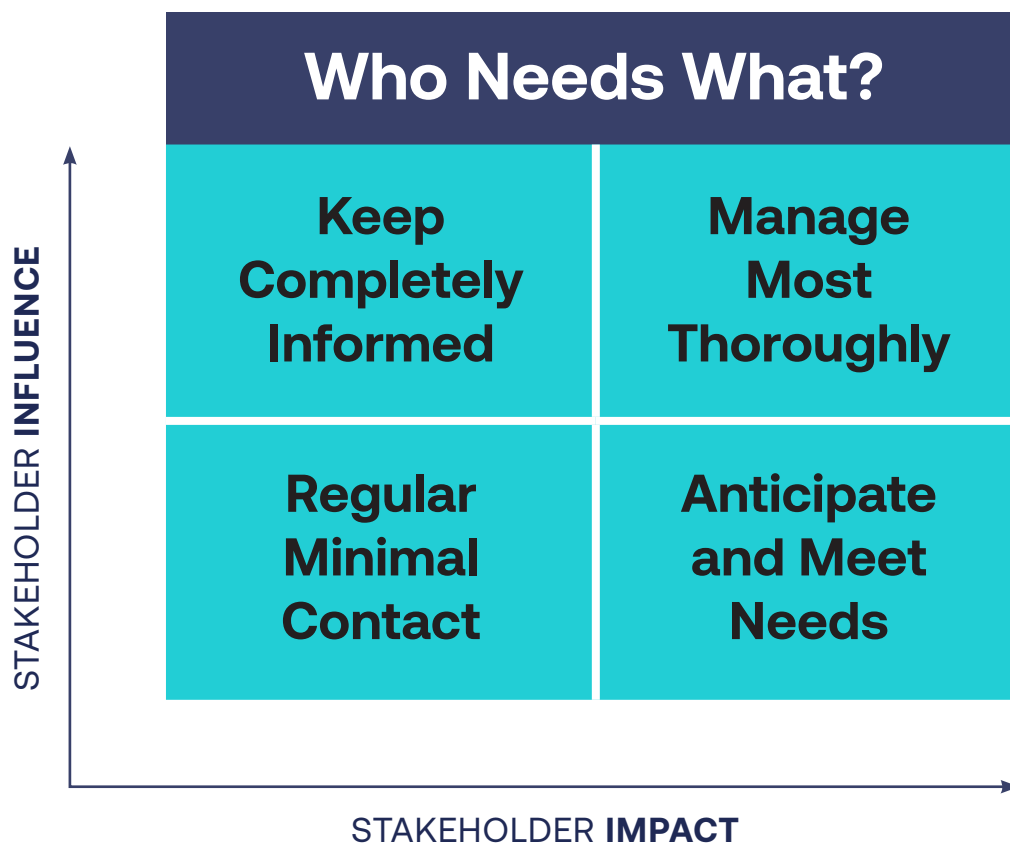 Who Needs What?
STAKEHOLDER INFLUENCE
Keep
Completely
Informed
Manage
Most
Thoroughly
Regular
Minimal
Contact
Anticipate
and Meet
Needs
STAKEHOLDER IMPACT